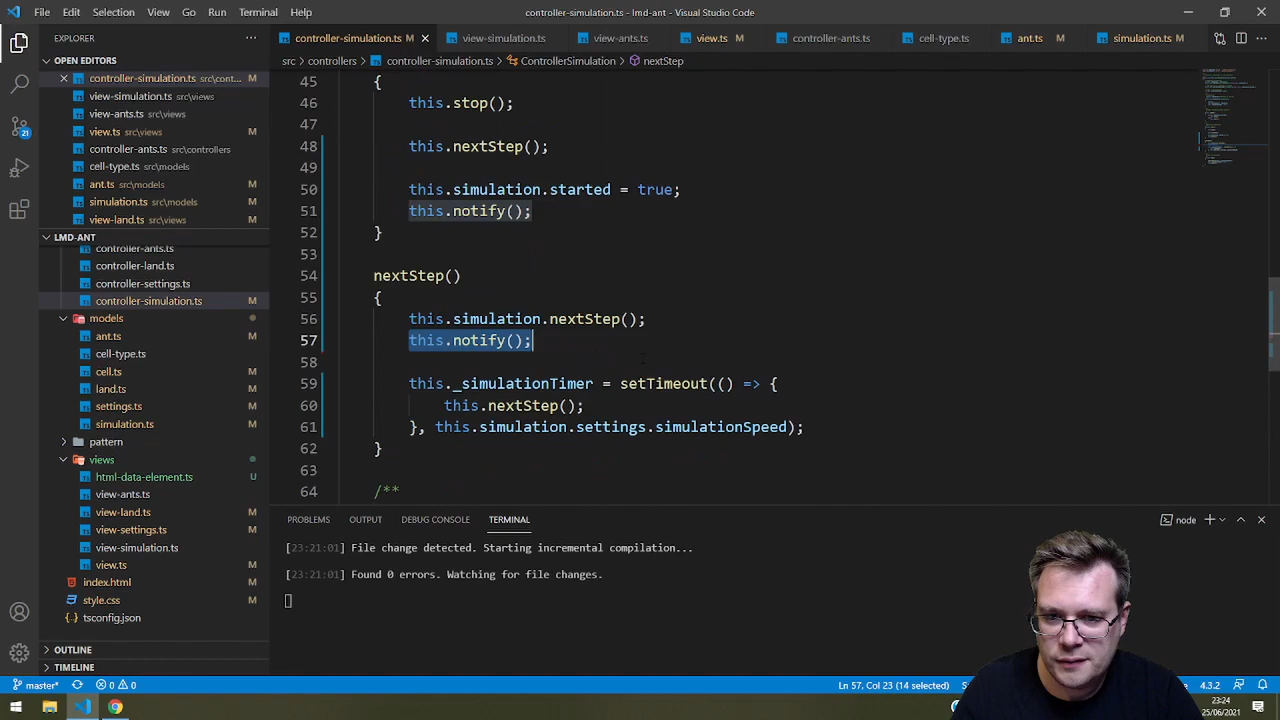 File Edit Selection View Go Run Terminal Help
controller-simulation.ts - lmd-ant - Visual Studio Code
EXPLORER
controller-simulation.ts M
view-simulation.ts
view-ants.ts
view.ts M
controller-ants.ts
cell-type.ts
ant.ts M
simulation.ts M
src > controllers > controller-simulation.ts > ControllerSimulation > nextStep
OPEN EDITORS
controller-simulation.ts src\cont... M
view-simulation.ts src\views
view-ants.ts src\views
view.ts src\views M
controller-ants.ts src\controllers
cell-type.ts src\models
ant.ts src\models M
simulation.ts src\models M
view-land.ts src\views M
LMD-ANT
controller-ants.ts
controller-land.ts
controller-settings.ts
controller-simulation.ts M
models
ant.ts M
cell-type.ts
cell.ts M
land.ts M
settings.ts M
simulation.ts M
pattern
views
html-data-element.ts U
view-ants.ts
view-land.ts M
view-settings.ts M
view-simulation.ts
view.ts M
index.html M
style.css M
tsconfig.json
OUTLINE
TIMELINE
45 {
46 this.stop();
47
48 this.nextStep();
49
50 this.simulation.started = true;
51 this.notify();
52 }
53
54 nextStep()
55 {
56 this.simulation.nextStep();
57 this.notify();
58
59 this._simulationTimer = setTimeout(() => {
60 this.nextStep();
61 }, this.simulation.settings.simulationSpeed);
62 }
63
64 /**
PROBLEMS OUTPUT DEBUG CONSOLE TERMINAL
node
[23:21:01] File change detected. Starting incremental compilation...
[23:21:01] Found 0 errors. Watching for file changes.
21
master* 0 0
Ln 57, Col 23 (14 selected)
4.3.2
23:24
25/06/2021